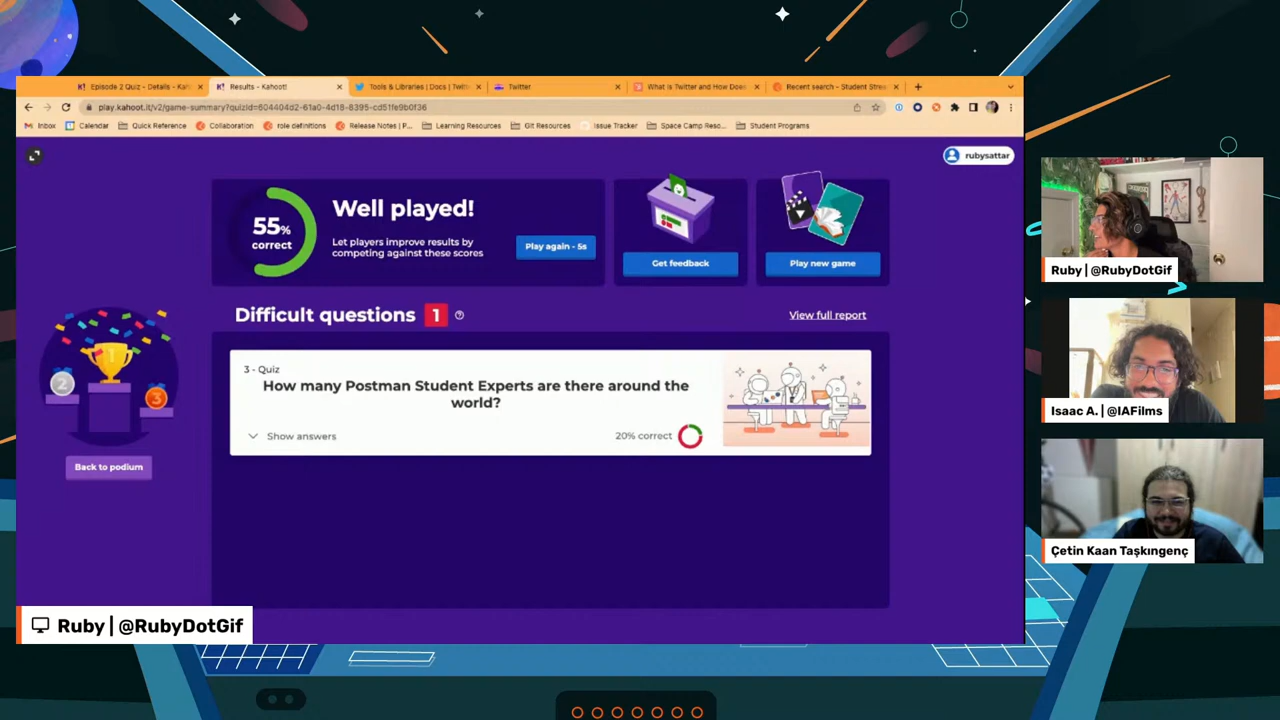 Episode 2 Quiz - Details - Ka
Results - Kahoot!
Tools & Libraries | Docs | Twitt
Twitter
What is Twitter and How Does
Recent search - Student Stre
play.kahoot.it/v2/game-summary?quizId=604404d2-61a0-4d18-8395-cd51fe9b0f36
Inbox
Calendar
Quick Reference
Collaboration
role definitions
Release Notes | P...
Learning Resources
Git Resources
Issue Tracker
Space Camp Reso...
Student Programs
rubysattar
55%
correct
Well played!
Let players improve results by
competing against these scores
Play again - 5s
Get feedback
Play new game
Difficult questions 1
View full report
3 - Quiz
How many Postman Student Experts are there around the
world?
Show answers
20% correct
1
2
3
Back to podium
Ruby | @RubyDotGif
Isaac A. | @IAFilms
Çetin Kaan Taşkıngenç
Ruby | @RubyDotGif